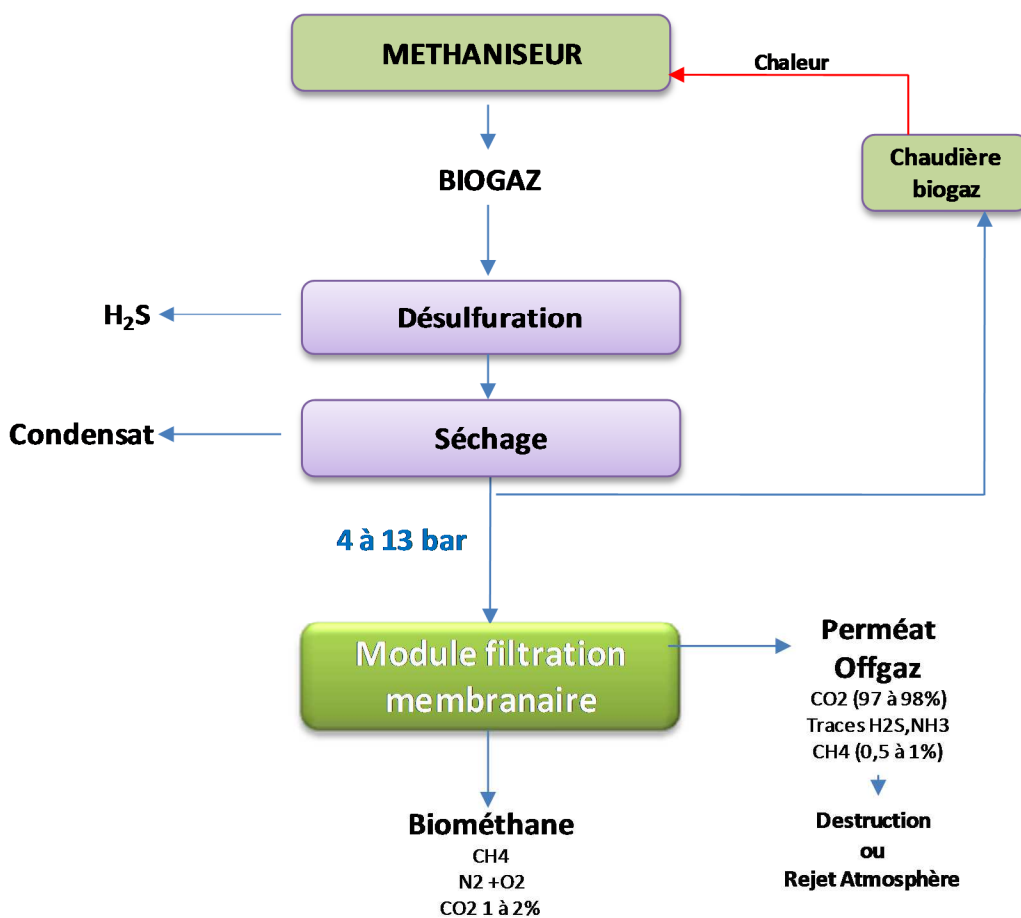 METHANISEUR
Chaleur
Chaudière
biogaz
BIOGAZ
H₂S
Désulfuration
Condensat
Séchage
4 à 13 bar
Module filtration
membranaire
Perméat
Offgaz
CO2 (97 à 98%)
Traces H2S,NH3
CH4 (0,5 à 1%)
Destruction
ou
Rejet Atmosphère
Biométhane
CH4
N2 +O2
CO2 1 à 2%